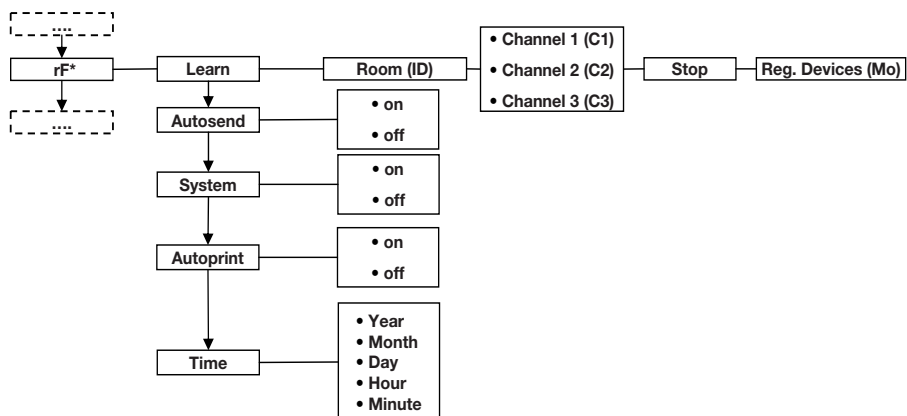 ....
rF*
....
Learn
Room (ID)
• Channel 1 (C1)
• Channel 2 (C2)
• Channel 3 (C3)
Stop
Reg. Devices (Mo)
Autosend
• on
• off
System
• on
• off
Autoprint
• on
• off
Time
• Year
• Month
• Day
• Hour
• Minute